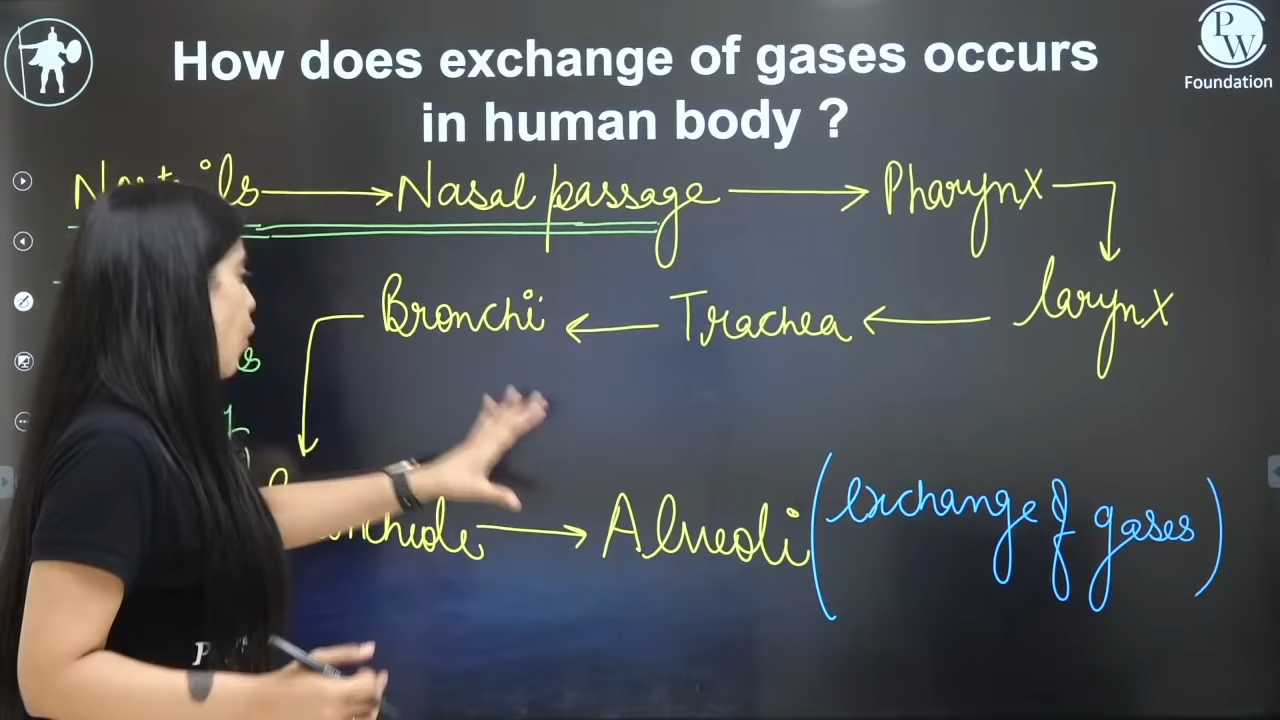 How does exchange of gases occurs
in human body ?
PW
Foundation
Nostrils → Nasal passage → Pharynx
Bronchi ← Trachea ← larynx
→ Alveoli (exchange of gases)